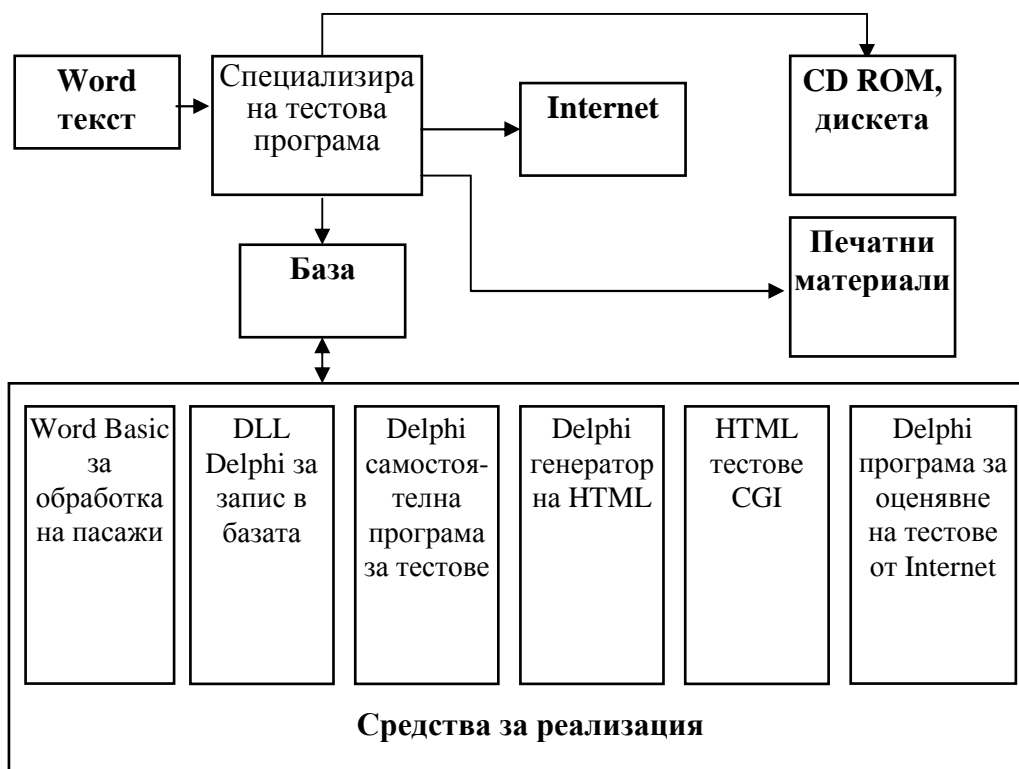 Word
текст
Специализира
на тестова
програма
Internet
CD ROM,
дискета
База
Печатни
материали
Word Basic
за
обработка
на пасажи
DLL
Delphi за
запис в
базата
Delphi
самостоя-
телна
програма
за тестове
Delphi
генератор
на HTML
HTML
тестове
CGI
Delphi
програма за
оценявне
на тестове
от Internet
Средства за реализация